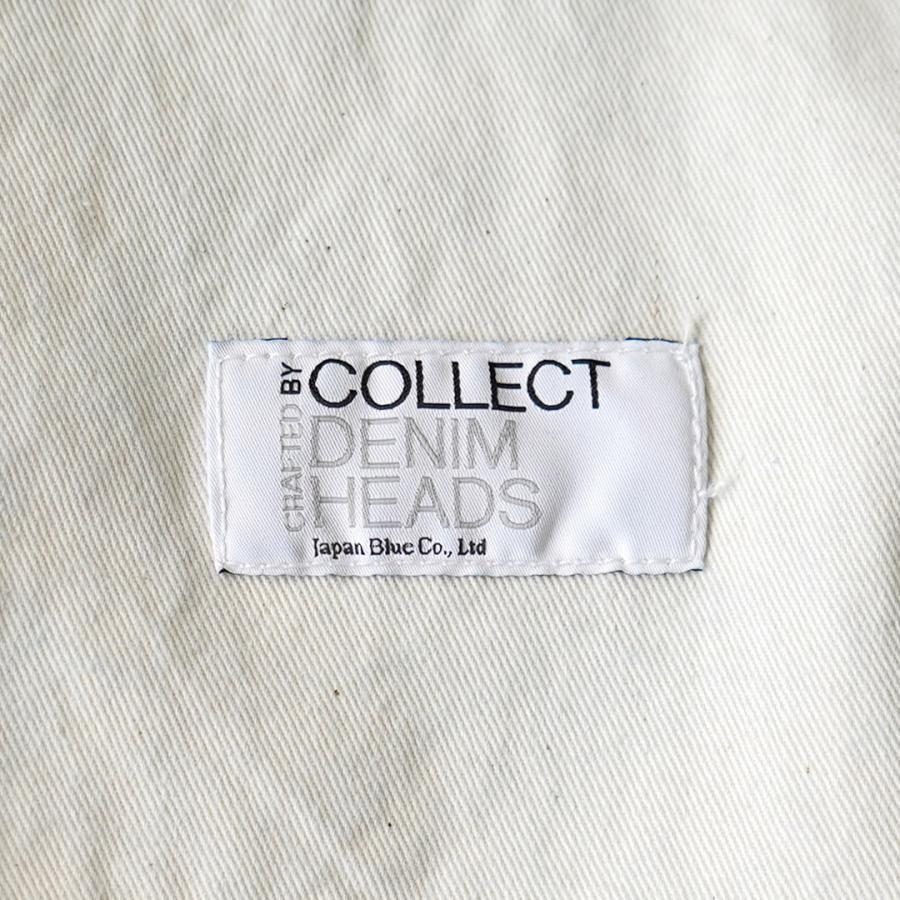 CRAFTED BY
COLLECT
DENIM
HEADS
Japan Blue Co., Ltd